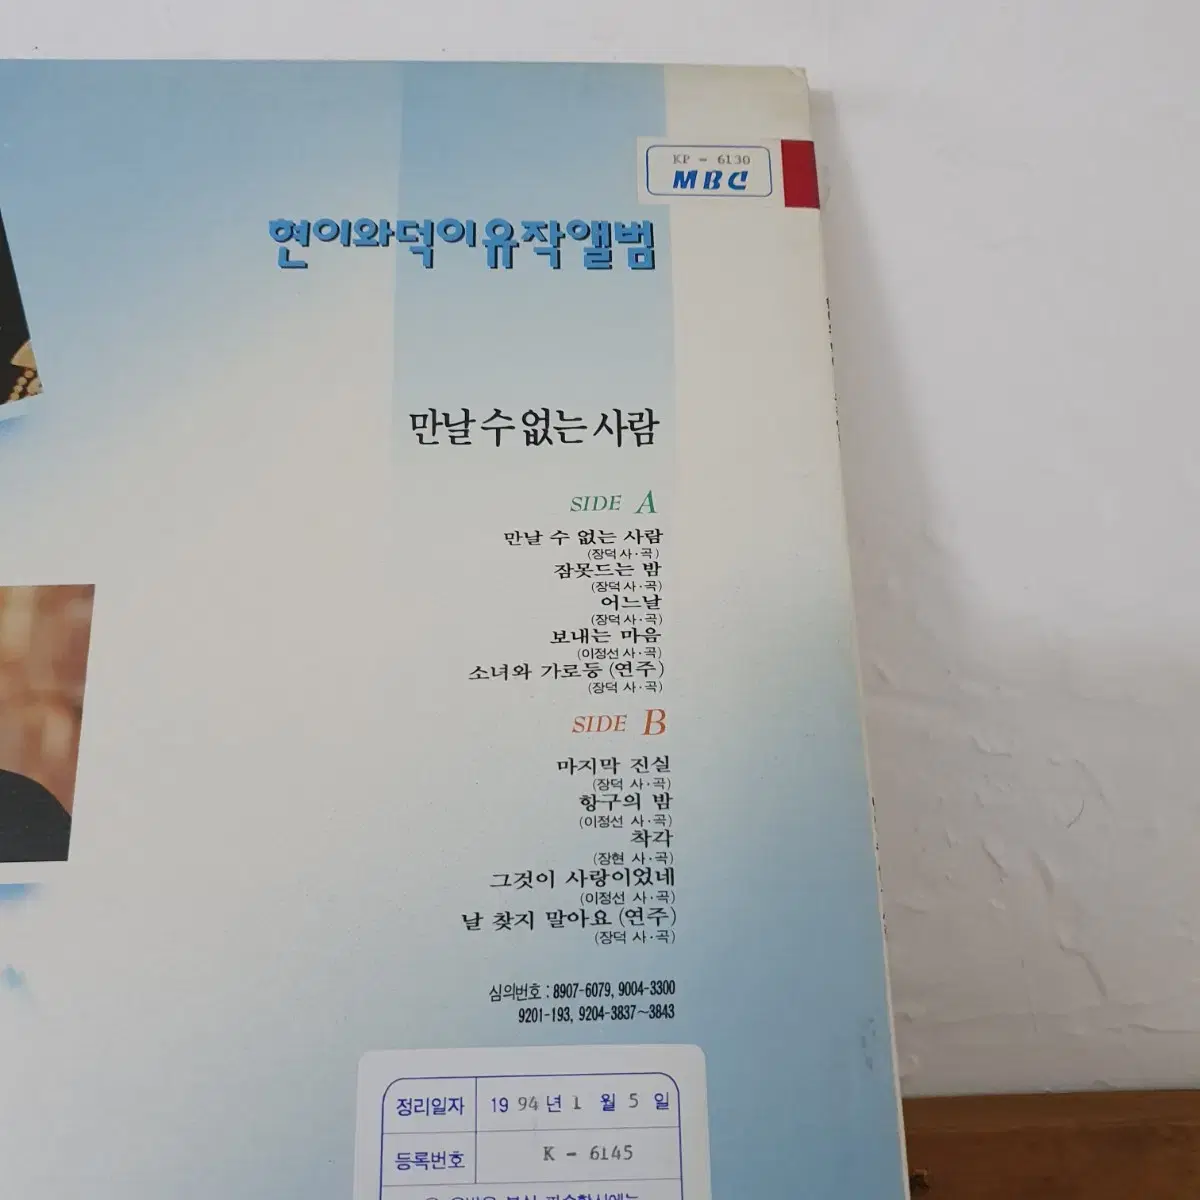 KP - 6130
MBC
현이와덕이유작앨범
만날 수 없는 사람
SIDE A
만날 수 없는 사람
(장덕 사·곡)
잠못드는 밤
(장덕 사·곡)
어느날
(장덕 사·곡)
보내는 마음
(이정선 사·곡)
소녀와 가로등 (연주)
(장덕 사·곡)
SIDE B
마지막 진실
(장덕 사·곡)
항구의 밤
(이정선 사·곡)
착각
(장현 사·곡)
그것이 사랑이었네
(이정선 사·곡)
날 찾지 말아요 (연주)
(장덕 사·곡)
심의번호 : 8907-6079, 9004-3300
9201-193, 9204-3837~3843
정리일자 1994년 1월 5일
등록번호 K - 6145